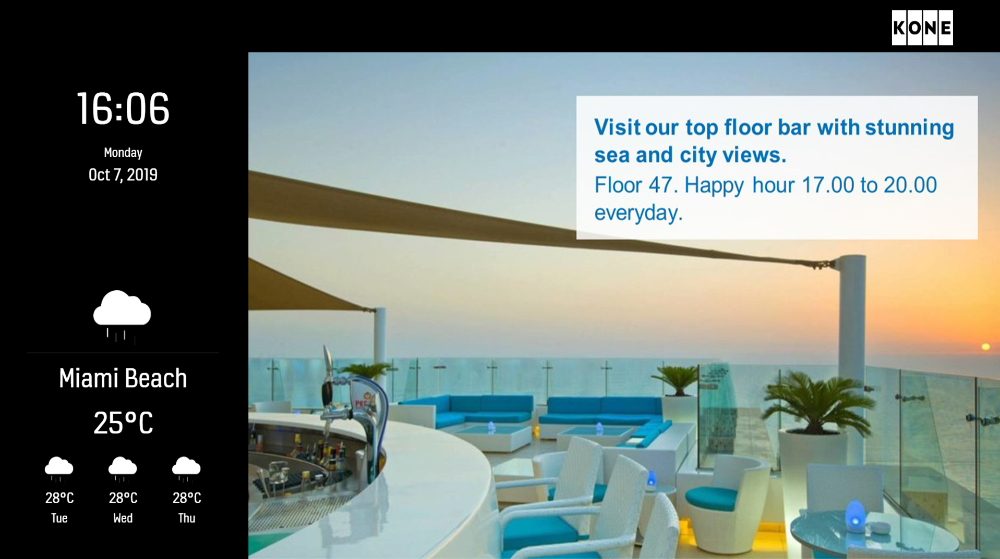 KONE
16:06
Monday
Oct 7, 2019
Miami Beach
25°C
28°C 28°C 28°C
Tue Wed Thu
Visit our top floor bar with stunning
sea and city views.
Floor 47. Happy hour 17.00 to 20.00
everyday.